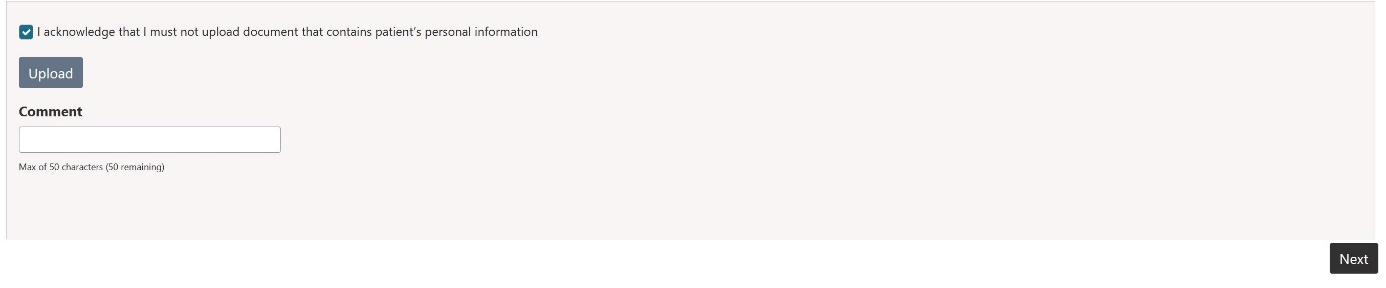 I acknowledge that I must not upload document that contains patient's personal information
Upload
Comment
Max of 50 characters (50 remaining)
Next